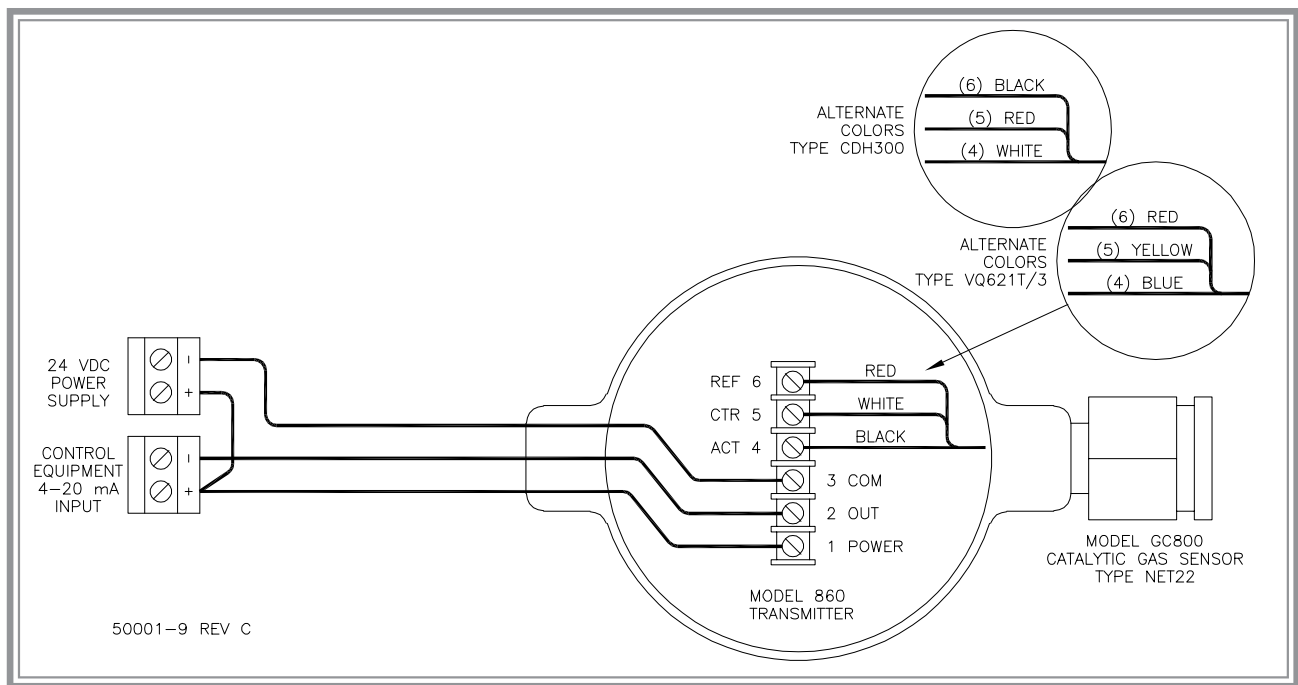 (6) BLACK
(5) RED
(4) WHITE
ALTERNATE
COLORS
TYPE CDH300
(6) RED
(5) YELLOW
(4) BLUE
ALTERNATE
COLORS
TYPE VQ621T/3
24 VDC
POWER
SUPPLY
-
+
CONTROL
EQUIPMENT
4-20 mA
INPUT
-
+
REF 6
RED
CTR 5
WHITE
ACT 4
BLACK
3 COM
2 OUT
1 POWER
MODEL 860
TRANSMITTER
MODEL GC800
CATALYTIC GAS SENSOR
TYPE NET22
50001-9 REV C